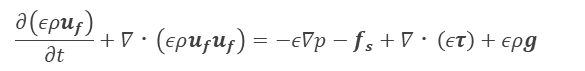 ∂(ϵρu_f)/∂t + ∇ · (ϵρu_f u_f) = −ϵ∇p − f_s + ∇ · (ϵτ) + ϵρg